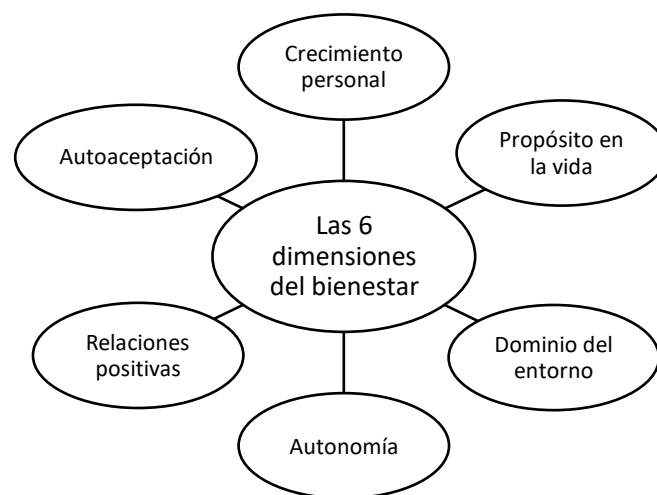 Crecimiento
personal
Autoaceptación
Propósito en
la vida
Las 6
dimensiones
del bienestar
Relaciones
positivas
Dominio del
entorno
Autonomía